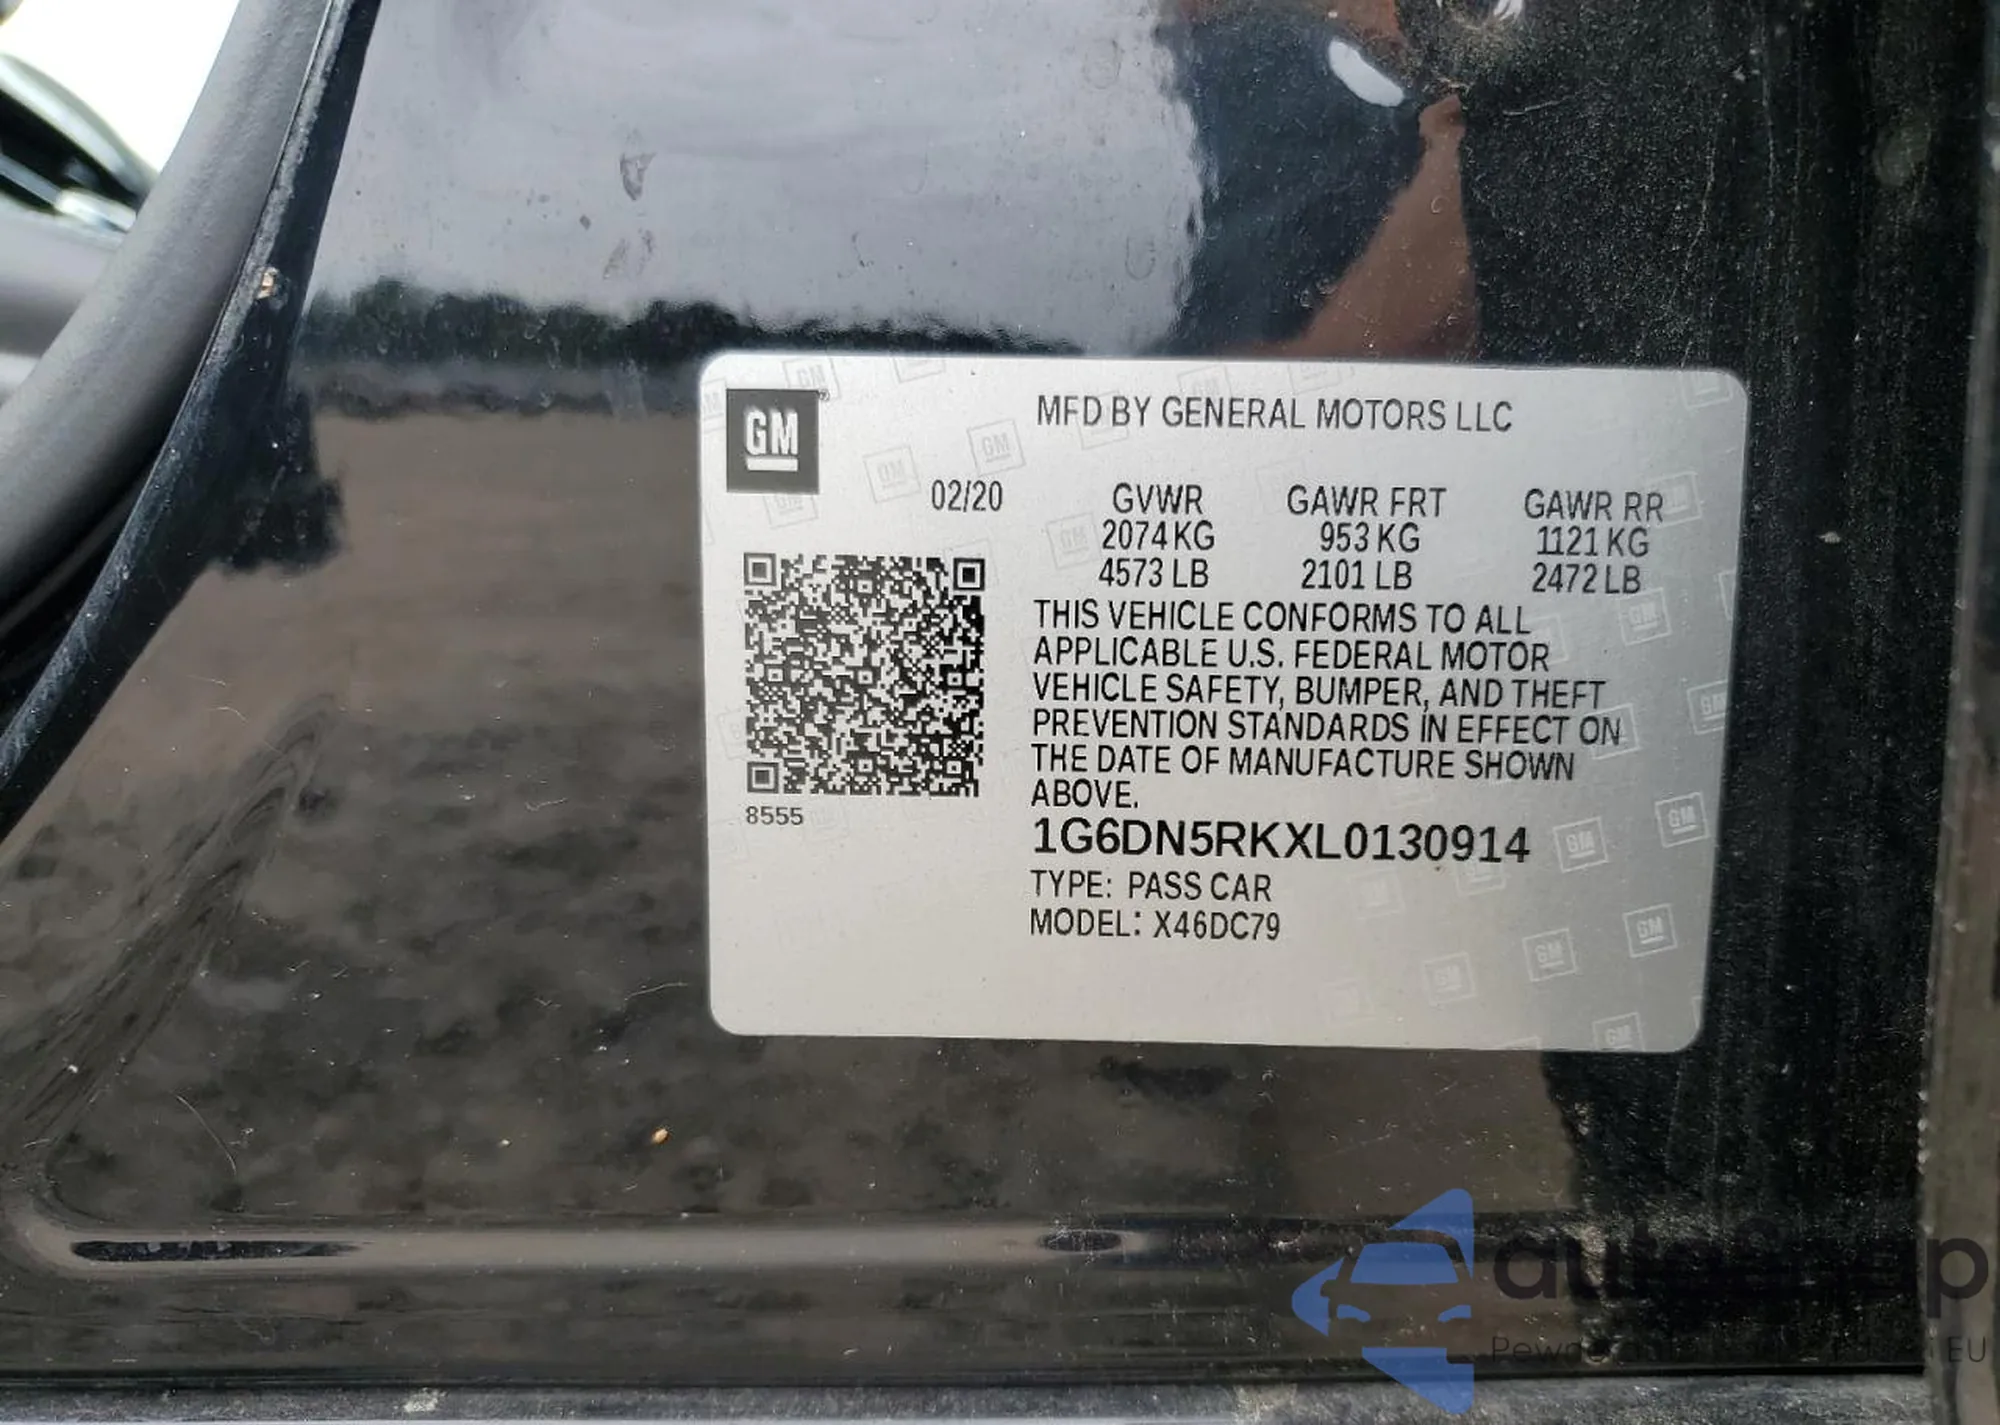 GM
MFD BY GENERAL MOTORS LLC
02/20
GVWR GAWR FRT GAWR RR
2074 KG 953 KG 1121 KG
4573 LB 2101 LB 2472 LB
THIS VEHICLE CONFORMS TO ALL
APPLICABLE U.S. FEDERAL MOTOR
VEHICLE SAFETY, BUMPER, AND THEFT
PREVENTION STANDARDS IN EFFECT ON
THE DATE OF MANUFACTURE SHOWN
ABOVE.
8555
1G6DN5RKXL0130914
TYPE: PASS CAR
MODEL: X46DC79
EU